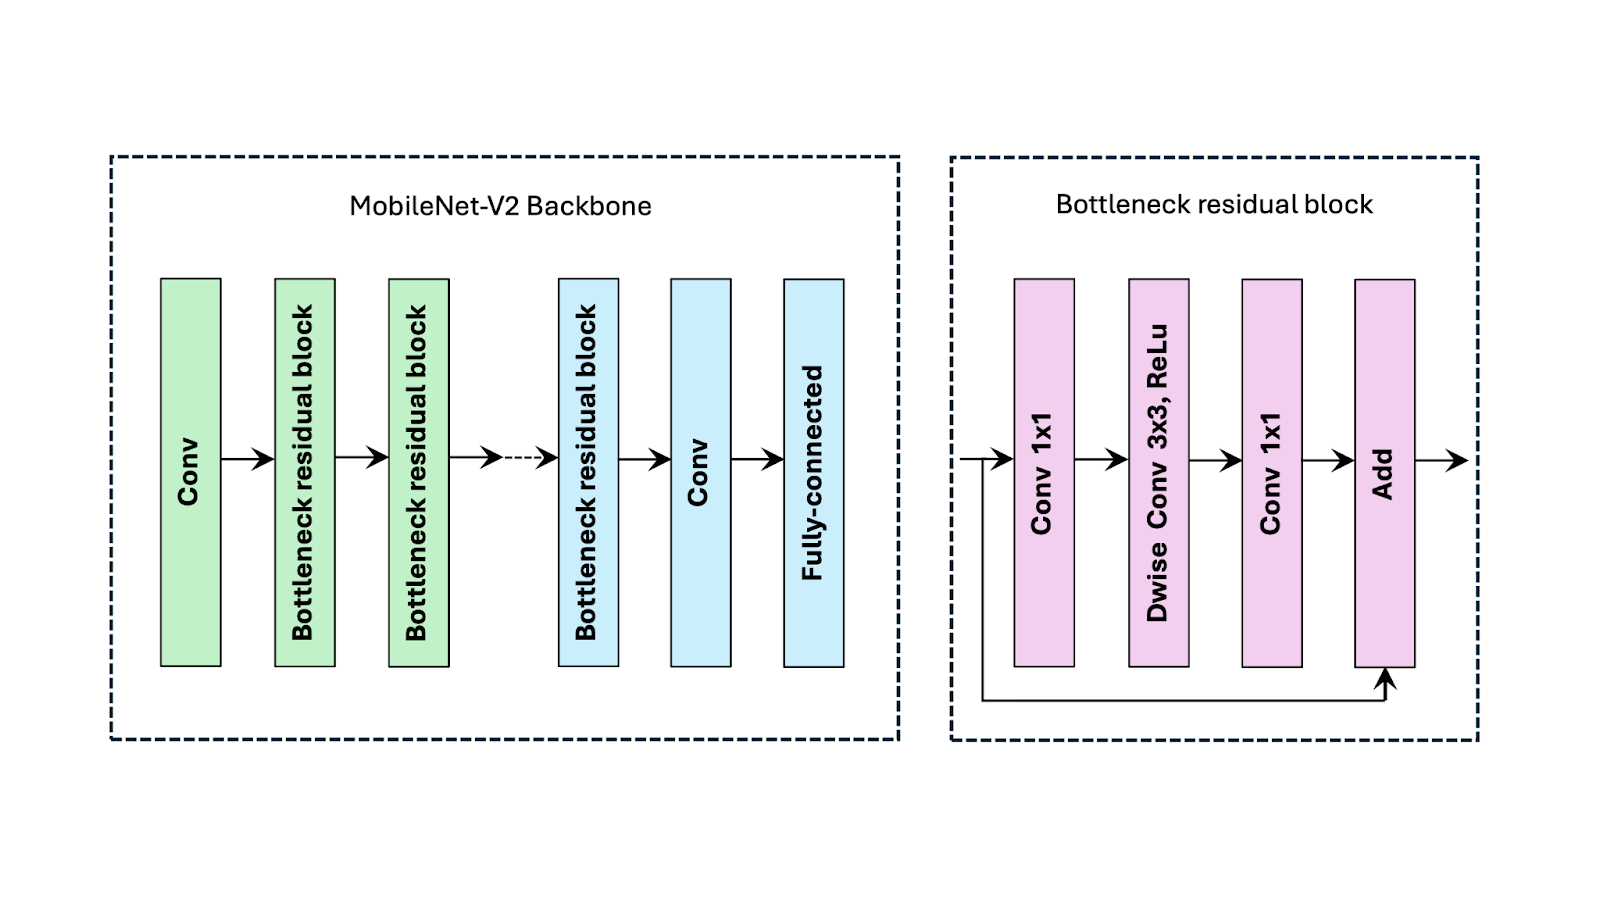 MobileNet-V2 Backbone
Conv
Bottleneck residual block
Bottleneck residual block
Bottleneck residual block
Conv
Fully-connected
Bottleneck residual block
Conv 1x1
Dwise Conv 3x3, ReLu
Conv 1x1
Add